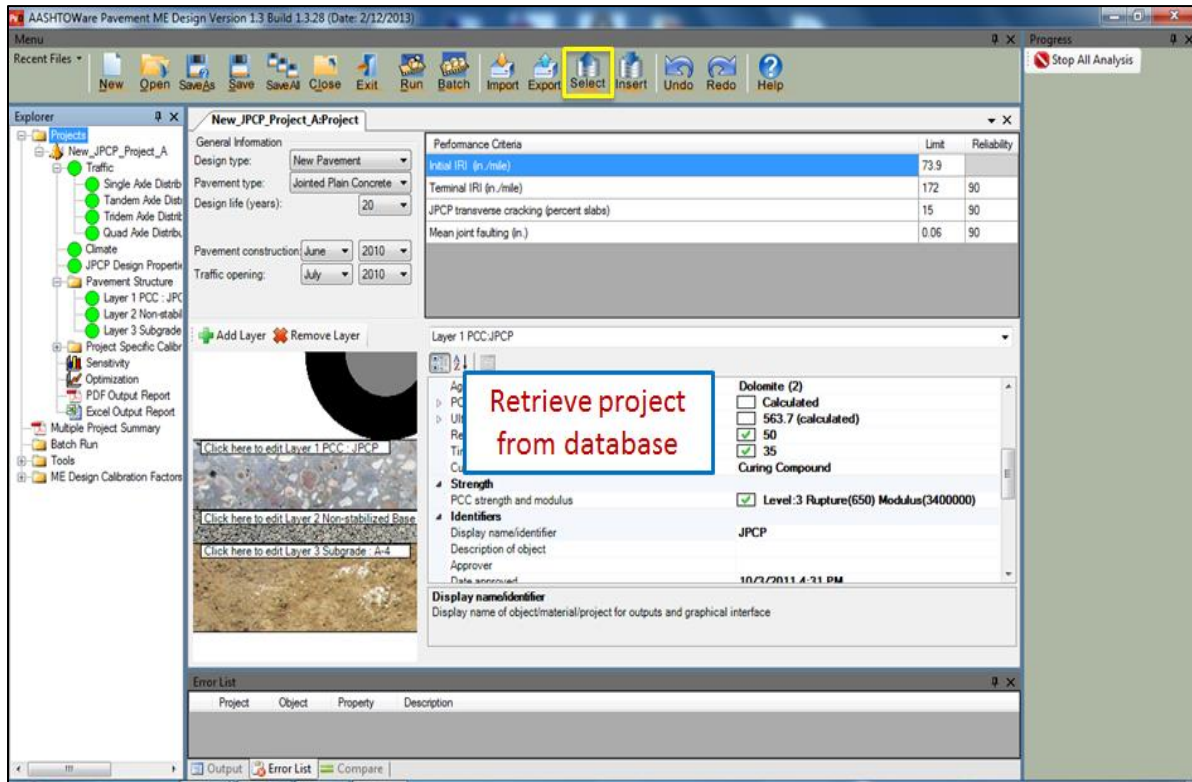 AASHTOWare Pavement ME Design Version 1.3 Build 1.3.28 (Date: 2/12/2013)
Menu
Recent Files
New Open SaveAs Save SaveAll Close Exit Run Batch Import Export Select Insert Undo Redo Help
Progress
Stop All Analysis
Explorer
Projects
New_JPCP_Project_A
Traffic
Single Axle Distrib
Tandem Axle Dist
Tridem Axle Distrib
Quad Axle Distribu
Climate
JPCP Design Propertie
Pavement Structure
Layer 1 PCC : JPC
Layer 2 Non-stabil
Layer 3 Subgrade
Project Specific Calibr
Sensitivity
Optimization
PDF Output Report
Excel Output Report
Multiple Project Summary
Batch Run
Tools
ME Design Calibration Factors
New_JPCP_Project_A:Project
General Information
Design type: New Pavement
Pavement type: Jointed Plain Concrete
Design life (years): 20
Pavement construction: June 2010
Traffic opening: July 2010
Performance Criteria Limit Reliability
Initial IRI (in./mile) 73.9
Terminal IRI (in./mile) 172 90
JPCP transverse cracking (percent slabs) 15 90
Mean joint faulting (in.) 0.06 90
Add Layer Remove Layer
Click here to edit Layer 1 PCC : JPCP
Click here to edit Layer 2 Non-stabilized Base
Click here to edit Layer 3 Subgrade : A-4
Layer 1 PCC:JPCP
Retrieve project
from database
Ag Dolomite (2)
PC Calculated
Ult 563.7 (calculated)
Re 50
Tim 35
Cu Curing Compound
Strength
PCC strength and modulus Level:3 Rupture(650) Modulus(3400000)
Identifiers
Display name/identifier JPCP
Description of object
Approver
Date approved 10/3/2011 4:31 PM
Display name/identifier
Display name of object/material/project for outputs and graphical interface
Error List
Project Object Property Description
Output Error List Compare